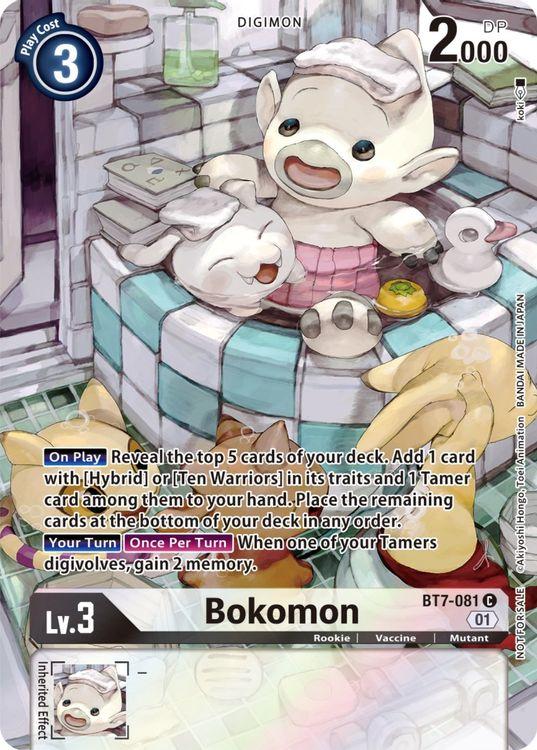 DIGIMON
Play Cost
3
DP
2000
koki
On Play Reveal the top 5 cards of your deck. Add 1 card
with [Hybrid] or [Ten Warriors] in its traits and 1 Tamer
card among them to your hand. Place the remaining
cards at the bottom of your deck in any order.
Your Turn Once Per Turn When one of your Tamers
digivolves, gain 2 memory.
©Akiyoshi Hongo, Toei Animation BANDAI MADE IN JAPAN
NOT FOR SALE
Lv.3
Bokomon
BT7-081 C
01
Rookie | Vaccine | Mutant
Inherited Effect
–